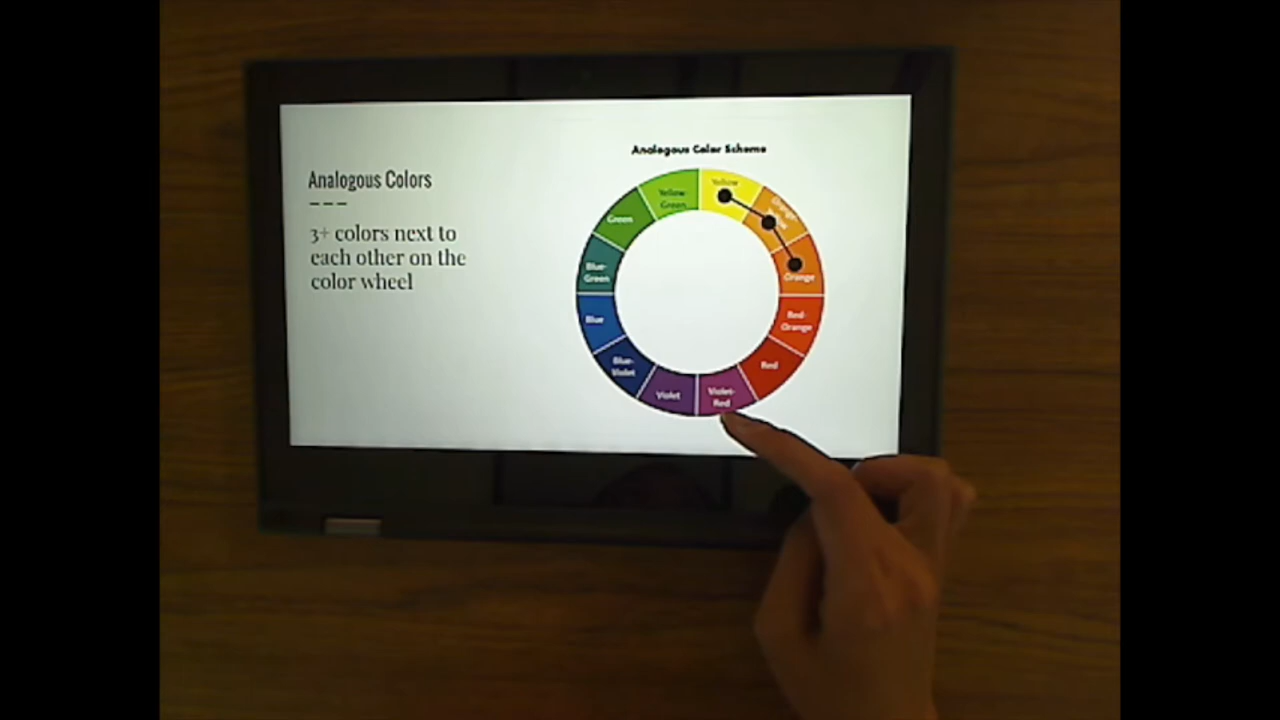 Analogous Colors
3+ colors next to
each other on the
color wheel
Analogous Color Scheme
Yellow
Orange-
Orange
Red-
Orange
Red
Violet-
Red
Violet
Blue-
Violet
Blue
Blue-
Green
Green
Yellow-
Green